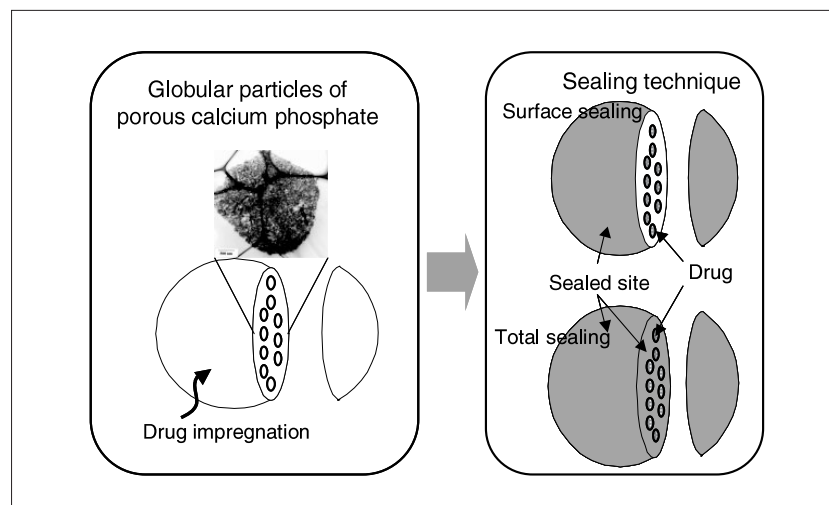 Globular particles of
porous calcium phosphate
Drug impregnation
Sealing technique
Surface sealing
Drug
Sealed site
Total sealing